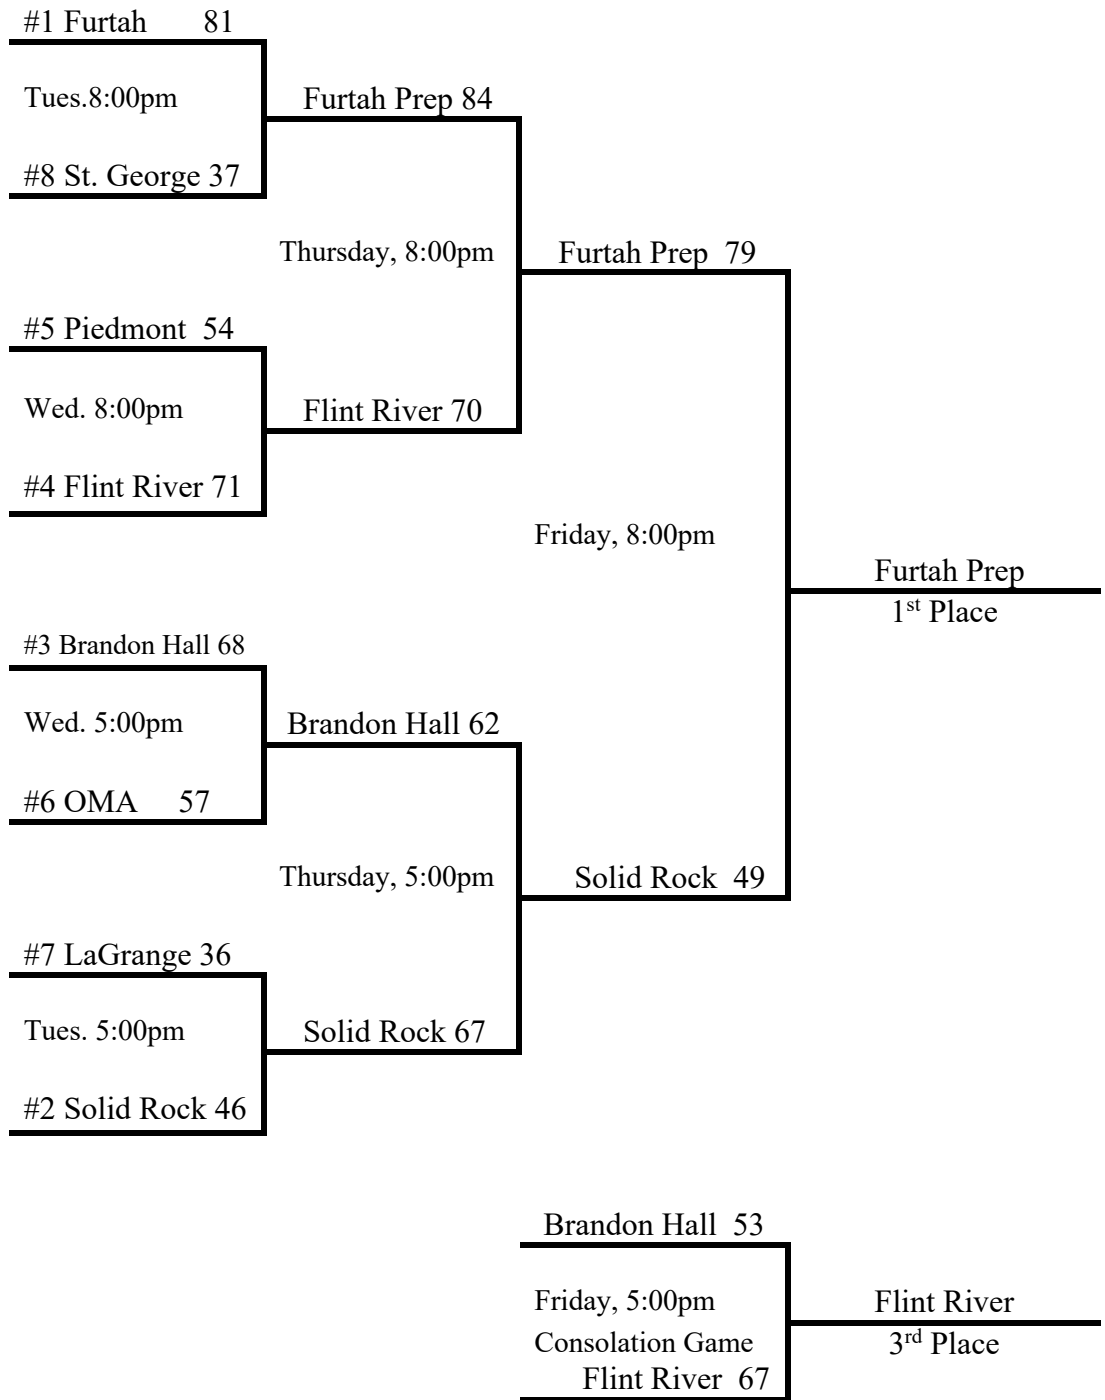 #1 Furtah 81
Tues.8:00pm
Furtah Prep 84
#8 St. George 37
Thursday, 8:00pm
Furtah Prep 79
#5 Piedmont 54
Wed. 8:00pm
Flint River 70
#4 Flint River 71
Friday, 8:00pm
Furtah Prep
1st Place
#3 Brandon Hall 68
Wed. 5:00pm
Brandon Hall 62
#6 OMA 57
Thursday, 5:00pm
Solid Rock 49
#7 LaGrange 36
Tues. 5:00pm
Solid Rock 67
#2 Solid Rock 46
Brandon Hall 53
Friday, 5:00pm
Flint River
Consolation Game
3rd Place
Flint River 67